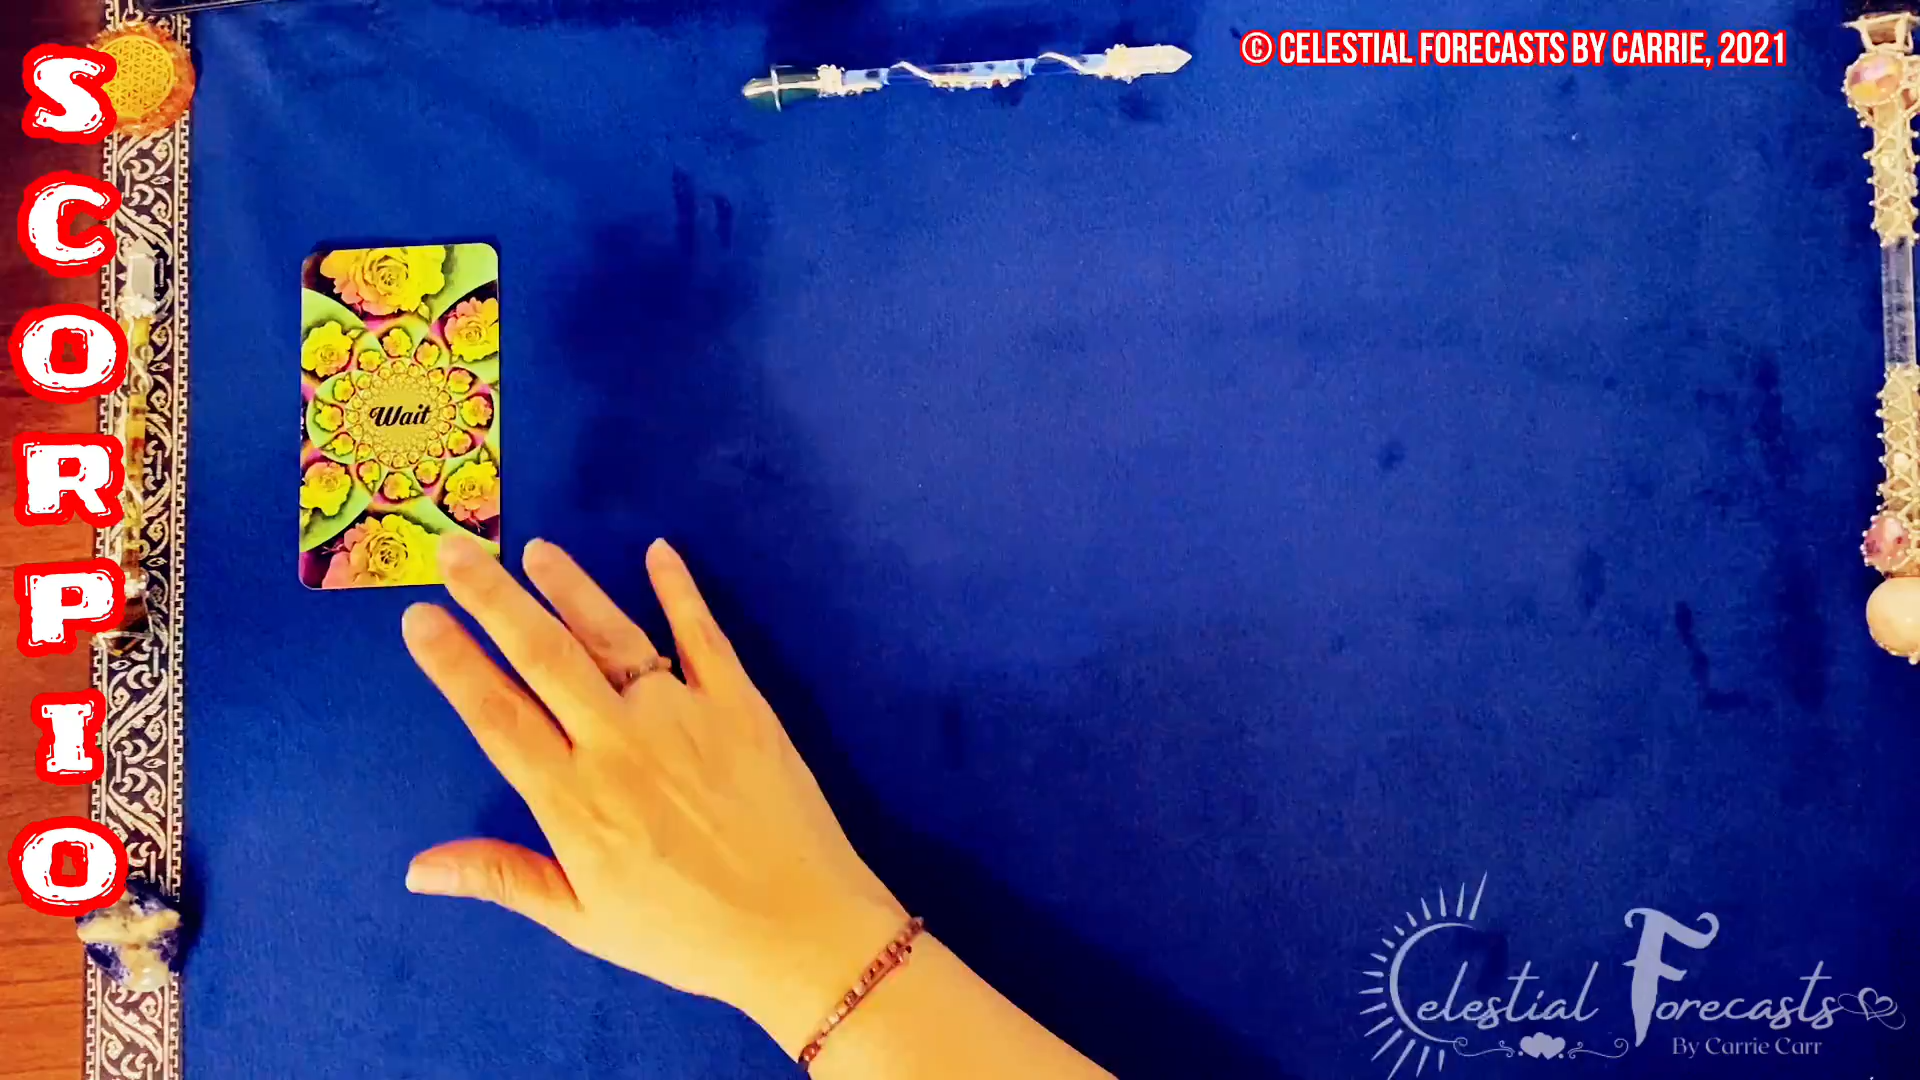 SCORPIO
© CELESTIAL FORECASTS BY CARRIE, 2021
Wait
Celestial Forecasts
By Carrie Carr